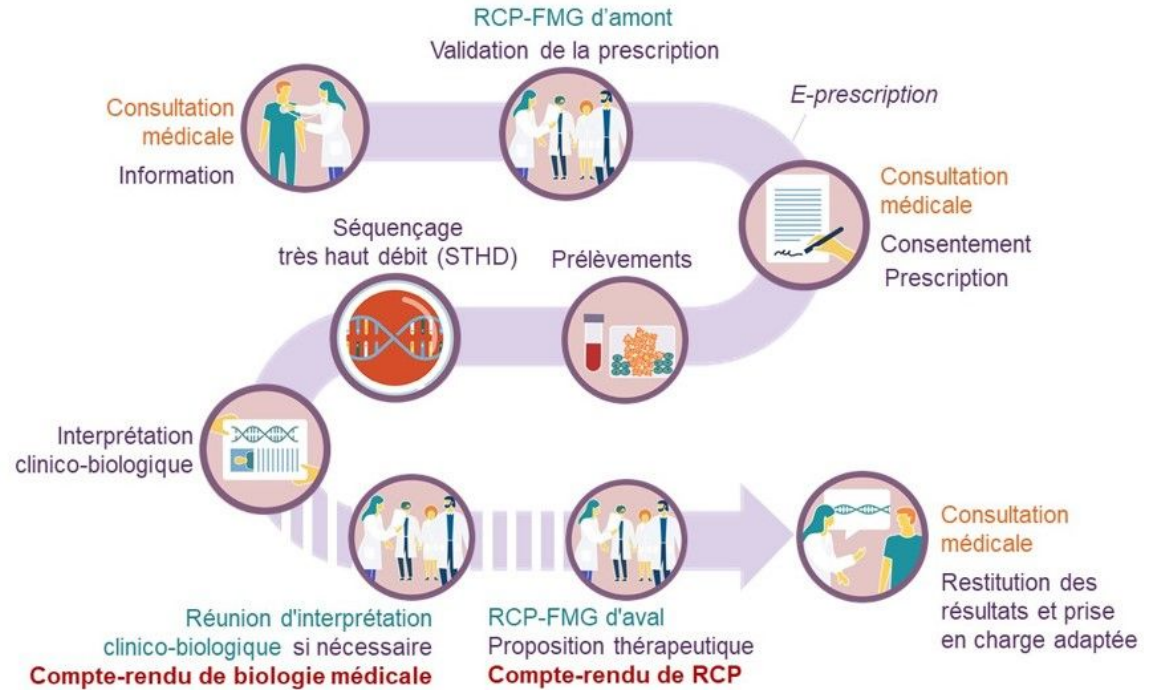 RCP-FMG d’amont
Validation de la prescription
Consultation
médicale
Information
E-prescription
Consultation
médicale
Consentement
Prescription
Séquençage
très haut débit (STHD)
Prélèvements
Interprétation
clinico-biologique
Réunion d'interprétation
clinico-biologique si nécessaire
Compte-rendu de biologie médicale
RCP-FMG d'aval
Proposition thérapeutique
Compte-rendu de RCP
Consultation
médicale
Restitution des
résultats et prise
en charge adaptée